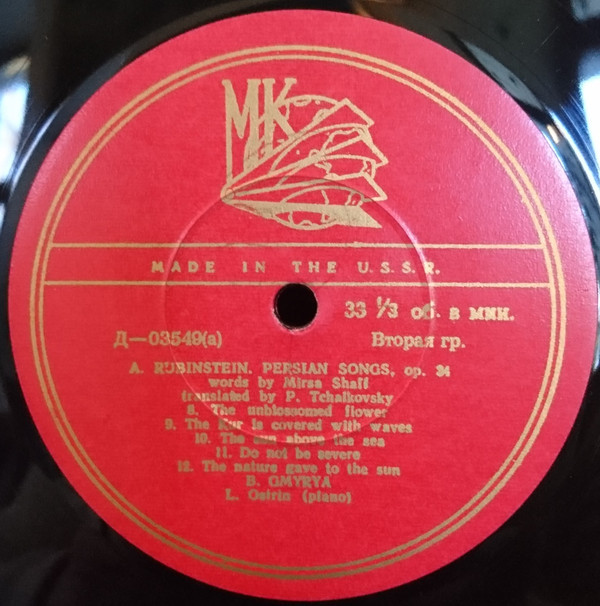 МК
MADE IN THE U.S.S.R.
33 ⅓ об. в мин.
Д—03549(а)
Вторая гр.
A. RUBINSTEIN. PERSIAN SONGS, op. 34
words by Mirsa Shafi
translated by P. Tchaikovsky
8. The unblossomed flower
9. The Kur is covered with waves
10. The sun above the sea
11. Do not be severe
12. The nature gave to the sun
B. GMYRYA
L. Ostrin (piano)